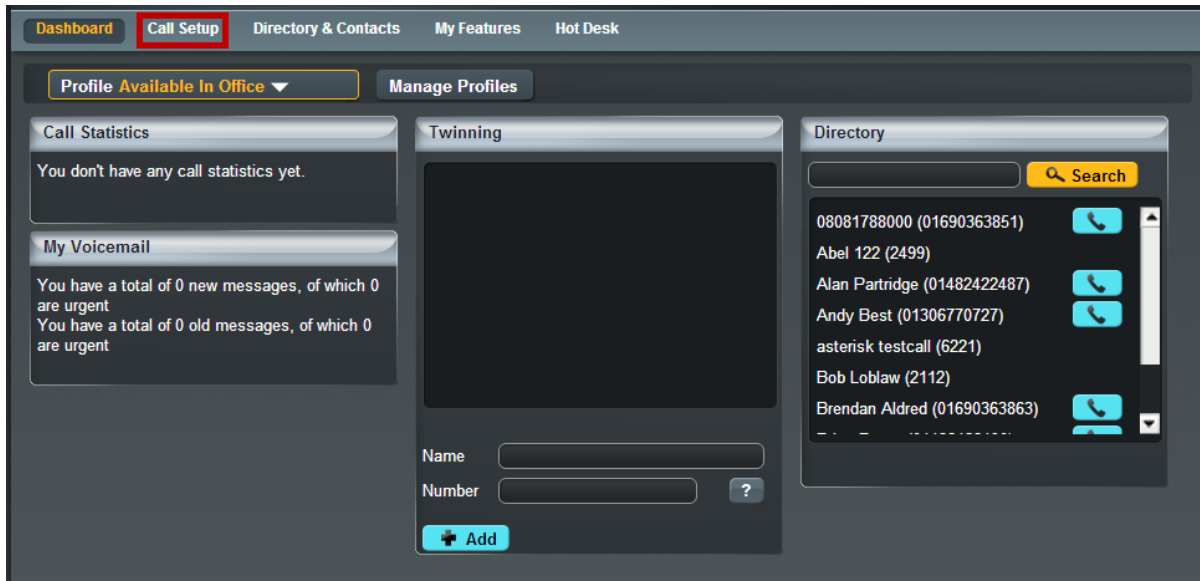 Dashboard Call Setup Directory & Contacts My Features Hot Desk
Profile Available In Office Manage Profiles
Call Statistics
You don't have any call statistics yet.
My Voicemail
You have a total of 0 new messages, of which 0
are urgent
You have a total of 0 old messages, of which 0
are urgent
Twinning
Name
Number
?
Add
Directory
Search
08081788000 (01690363851)
Abel 122 (2499)
Alan Partridge (01482422487)
Andy Best (01306770727)
asterisk testcall (6221)
Bob Loblaw (2112)
Brendan Aldred (01690363863)